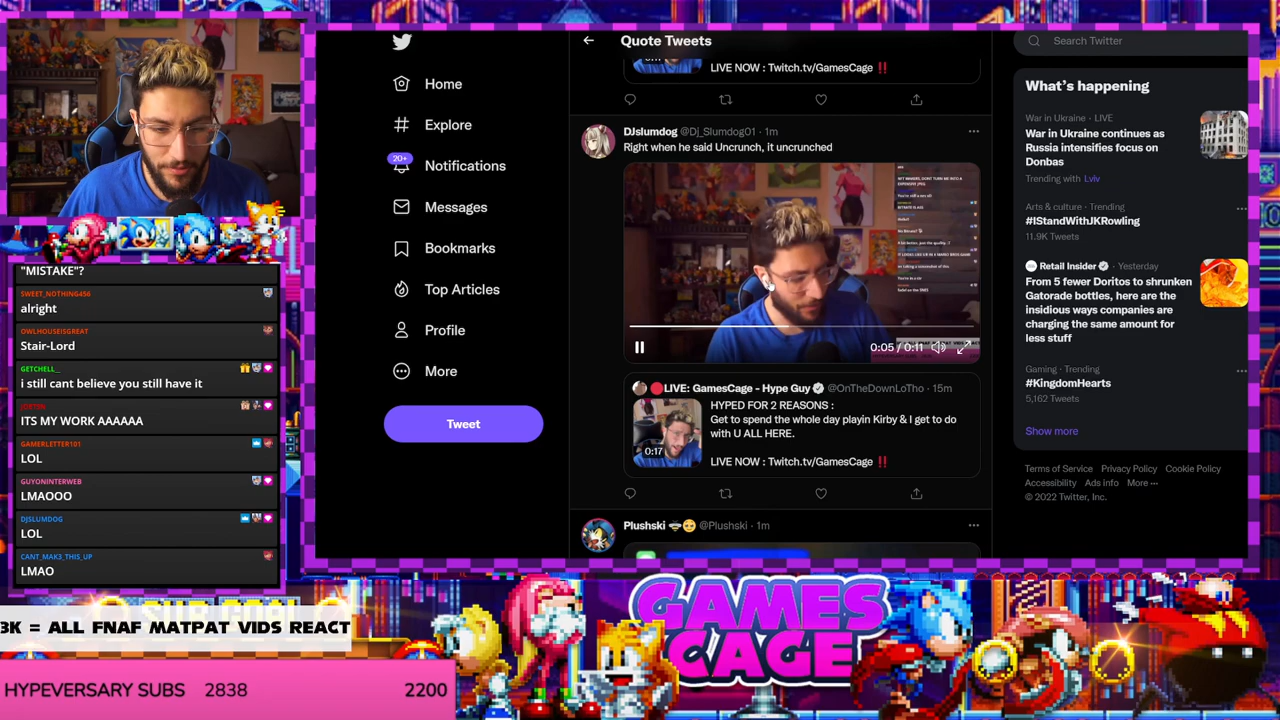 "MISTAKE"?
SWEET_NOTHING456
alright
OWLHOUSEISGREAT
Stair-Lord
GETCHELL_
i still cant believe you still have it
ITS MY WORK AAAAAA
GAMERLETTER101
LOL
GUYONINTERWEB
LMAOOO
DJSLUMDOG
LOL
CANT_MAK3_THIS_UP
LMAO
3K = ALL FNAF MATPAT VIDS REACT
HYPEVERSARY SUBS 2838 2200
Home
Explore
20+
Notifications
Messages
Bookmarks
Top Articles
Profile
More
Tweet
Quote Tweets
LIVE NOW : Twitch.tv/GamesCage ‼️
DJslumdog @Dj_Slumdog01 · 1m
Right when he said Uncrunch, it uncrunched
0:05 / 0:11
🔴LIVE: GamesCage - Hype Guy @OnTheDownLoTho · 15m
HYPED FOR 2 REASONS :
Get to spend the whole day playin Kirby & I get to do
with U ALL HERE.
0:17
LIVE NOW : Twitch.tv/GamesCage ‼️
Plushski @Plushski · 1m
Search Twitter
What's happening
War in Ukraine · LIVE
War in Ukraine continues as
Russia intensifies focus on
Donbas
Trending with Lviv
Arts & culture · Trending
#IStandWithJKRowling
11.9K Tweets
Retail Insider · Yesterday
From 5 fewer Doritos to shrunken
Gatorade bottles, here are the
insidious ways companies are
charging the same amount for
less stuff
Gaming · Trending
#KingdomHearts
5,162 Tweets
Show more
Terms of Service Privacy Policy Cookie Policy
Accessibility Ads info More ···
© 2022 Twitter, Inc.
GAMES
CAGE